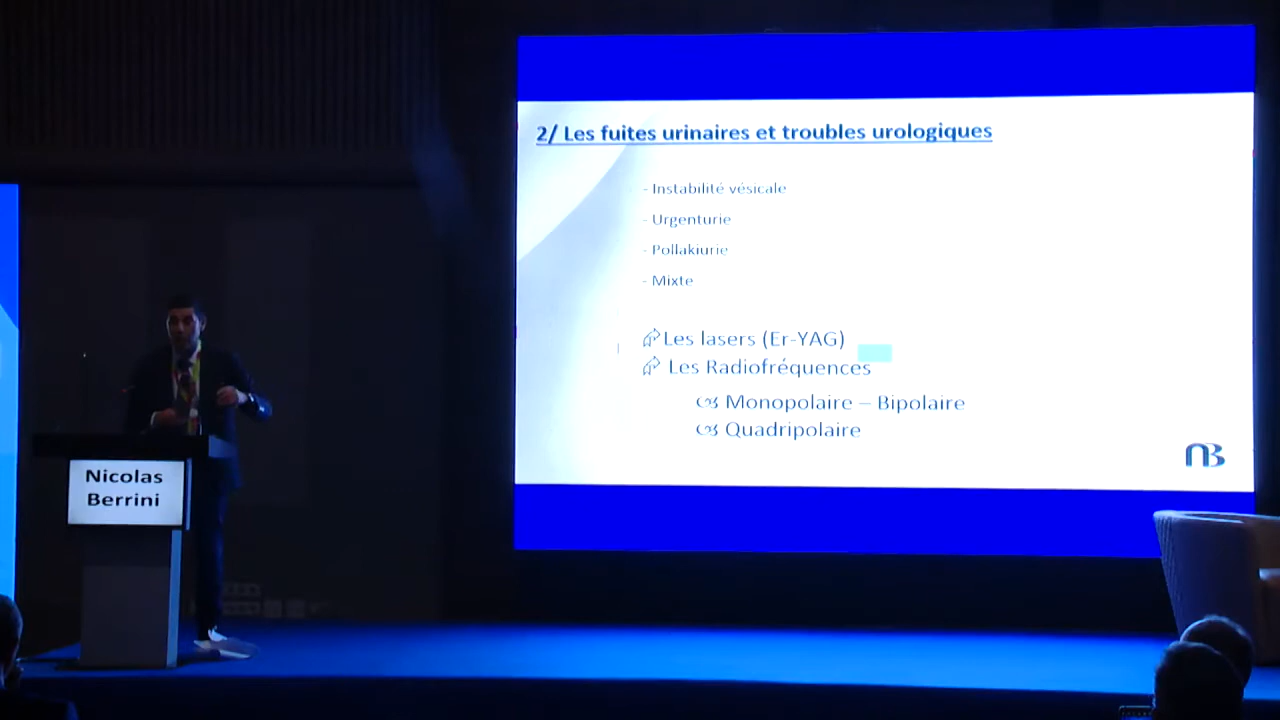 2/ Les fuites urinaires et troubles urologiques
- Instabilité vésicale
- Urgenturie
- Pollakiurie
- Mixte
Les lasers (Er-YAG)
Les Radiofréquences
Monopolaire – Bipolaire
Quadripolaire
NB
Nicolas
Berrini